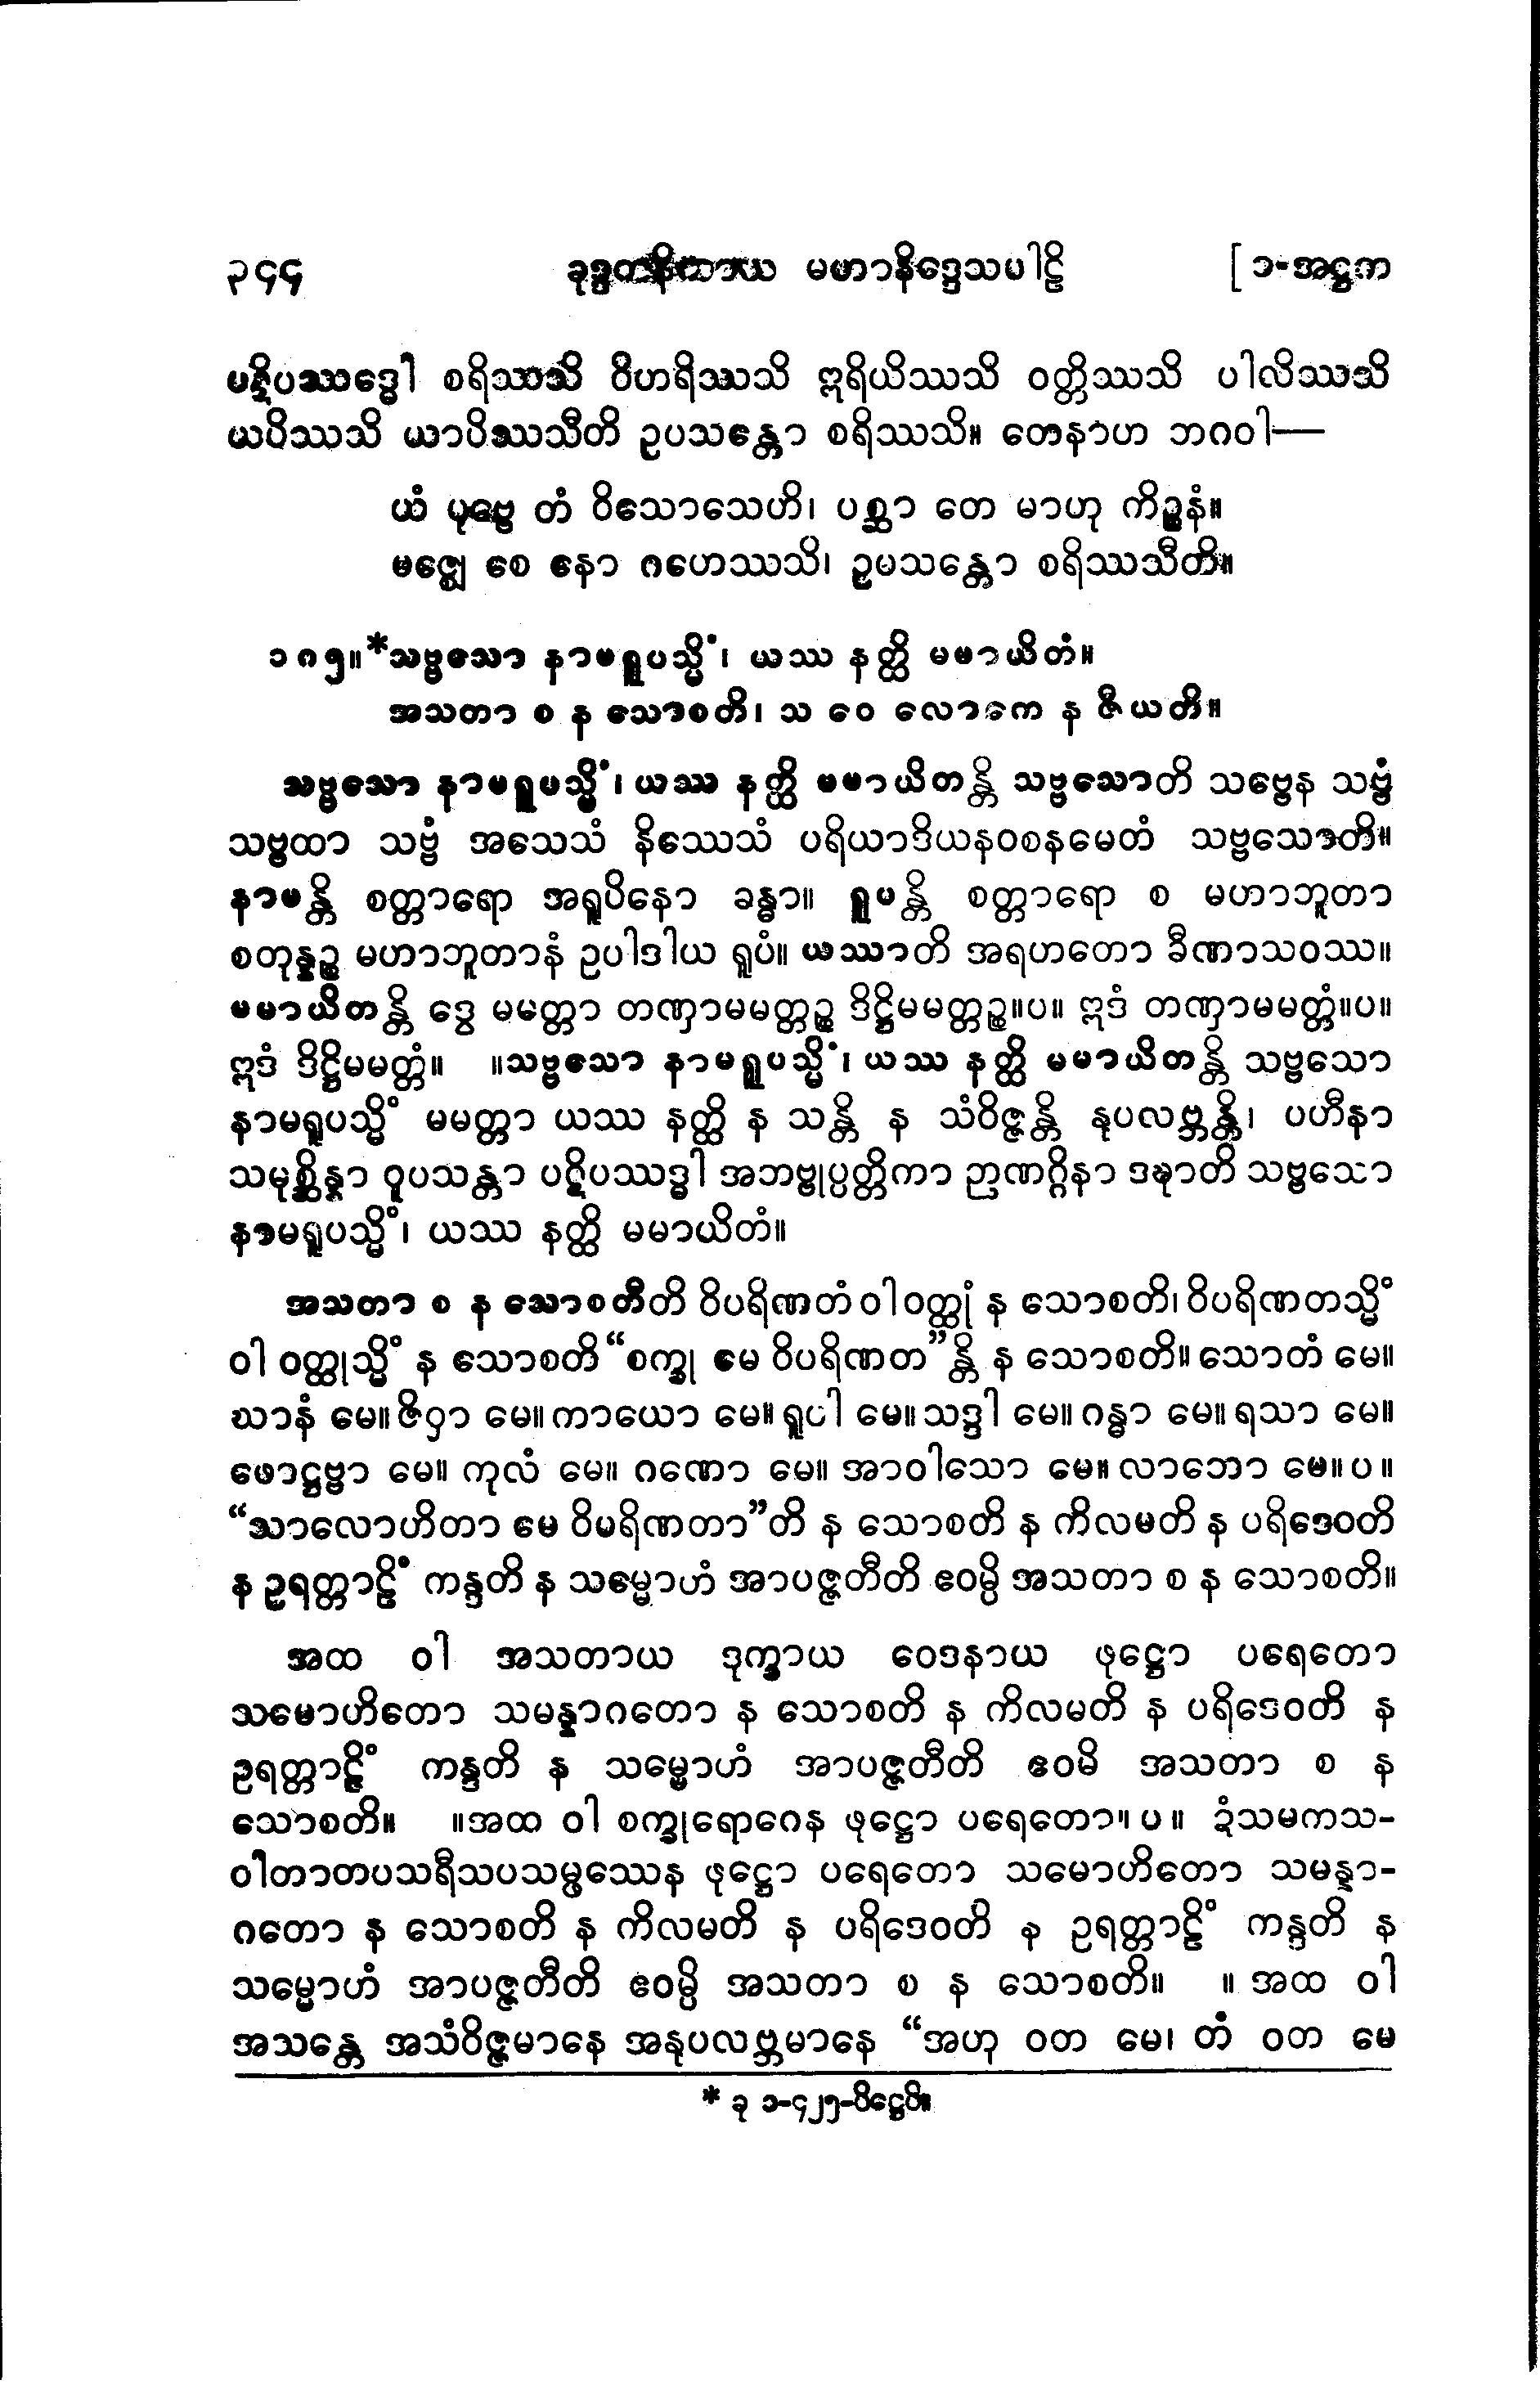 ၃၄၄ ခုဒ္ဒကနိကာယ မဟာနိဒ္ဒေသပါဠိ [ ၁-အဋ္ဌက
ပဋိပဿဒ္ဓေါ စရိဿသိ ဝိဟရိဿသိ ဣရိယိဿသိ ဝတ္တိဿသိ ပါလိဿသိ
ယပိဿသိ ယာပိဿသီတိ ဥပသန္တော စရိဿသိ။ တေနာဟ ဘဂဝါ—
ယံ ပုဗ္ဗေ တံ ဝိသောသေဟိ၊ ပစ္ဆာ တေ မာဟု ကိဉ္စနံ။
မဇ္ဈေ စေ နော ဂဟေဿသိ၊ ဥပသန္တော စရိဿသီတိ။
၁၈၅။ *သဗ္ဗသော နာမရူပသ္မိံ၊ ယဿ နတ္ထိ မမာယိတံ။
အသတာ စ န သောစတိ၊ သ ဝေ လောကေ န ဇီယတိ။
သဗ္ဗသော နာမရူပသ္မိံ၊ ယဿ နတ္ထိ မမာယိတန္တိ သဗ္ဗသောတိ သဗ္ဗေန သဗ္ဗံ
သဗ္ဗထာ သဗ္ဗံ အသေသံ နိဿေသံ ပရိယာဒိယနဝစနမေတံ သဗ္ဗသောတိ။
နာမန္တိ စတ္တာရော အရူပိနော ခန္ဓာ။ ရူပန္တိ စတ္တာရော စ မဟာဘူတာ
စတုန္နဉ္စ မဟာဘူတာနံ ဥပါဒါယ ရူပံ။ ယဿာတိ အရဟတော ခီဏာသဝဿ။
မမာယိတန္တိ ဒွေ မမတ္တာ တဏှာမမတ္တဉ္စ ဒိဋ္ဌိမမတ္တဉ္စ။ပ။ ဣဒံ တဏှာမမတ္တံ။ပ။
ဣဒံ ဒိဋ္ဌိမမတ္တံ။ ။သဗ္ဗသော နာမရူပသ္မိံ၊ ယဿ နတ္ထိ မမာယိတန္တိ သဗ္ဗသော
နာမရူပသ္မိံ မမတ္တာ ယဿ နတ္ထိ န သန္တိ န သံဝိဇ္ဇန္တိ နုပလဗ္ဘန္တိ၊ ပဟီနာ
သမုစ္ဆိန္နာ ဝူပသန္တာ ပဋိပဿဒ္ဓါ အဘဗ္ဗုပ္ပတ္တိကာ ဉာဏဂ္ဂိနာ ဒဍ္ဎာတိ သဗ္ဗသော
နာမရူပသ္မိံ၊ ယဿ နတ္ထိ မမာယိတံ။
အသတာ စ န သောစတီတိ ဝိပရိဏတံ ဝါ ဝတ္ထုံ န သောစတိ၊ ဝိပရိဏတသ္မိံ
ဝါ ဝတ္ထုသ္မိံ န သောစတိ “စက္ခု မေ ဝိပရိဏတ”န္တိ န သောစတိ။ သောတံ မေ။
ဃာနံ မေ။ ဇိဝှာ မေ။ ကာယော မေ။ ရူပါ မေ။ သဒ္ဒါ မေ။ ဂန္ဓာ မေ။ ရသာ မေ။
ဖောဋ္ဌဗ္ဗာ မေ။ ကုလံ မေ။ ဂဏော မေ။ အာဝါသော မေ။ လာဘော မေ။ ပ။
“သာလောဟိတာ မေ ဝိပရိဏတာ”တိ န သောစတိ န ကိလမတိ န ပရိဒေဝတိ
န ဥရတ္တာဠိံ ကန္ဒတိ န သမ္မောဟံ အာပဇ္ဇတီတိ ဧဝမ္ပိ အသတာ စ န သောစတိ။
အထ ဝါ အသတာယ ဒုက္ခာယ ဝေဒနာယ ဖုဋ္ဌော ပရေတော
သမောဟိတော သမန္နာဂတော န သောစတိ န ကိလမတိ န ပရိဒေဝတိ န
ဥရတ္တာဠိံ ကန္ဒတိ န သမ္မောဟံ အာပဇ္ဇတီတိ ဧဝမိ အသတာ စ န
သောစတိ။ ။အထ ဝါ စက္ခုရောဂေန ဖုဋ္ဌော ပရေတော။ ပ။ ဍံသမကသ-
ဝါတာတပသရီသပသမ္ဖဿေန ဖုဋ္ဌော ပရေတော သမောဟိတော သမန္နာ-
ဂတော န သောစတိ န ကိလမတိ န ပရိဒေဝတိ န ဥရတ္တာဠိံ ကန္ဒတိ န
သမ္မောဟံ အာပဇ္ဇတီတိ ဧဝမ္ပိ အသတာ စ န သောစတိ။ ။ အထ ဝါ
အသန္တေ အသံဝိဇ္ဇမာနေ အနုပလဗ္ဘမာနေ “အဟု ဝတ မေ၊ တံ ဝတ မေ
* ခု ၁-၄၂၅-ပိဋ္ဌေပိ။